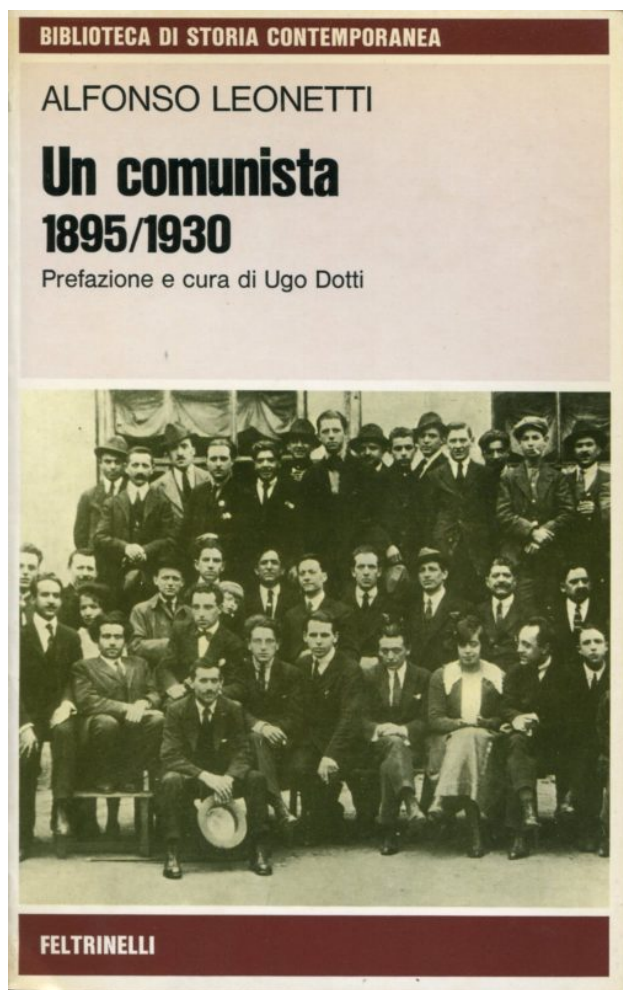 BIBLIOTECA DI STORIA CONTEMPORANEA
ALFONSO LEONETTI
Un comunista
1895/1930
Prefazione e cura di Ugo Dotti
FELTRINELLI